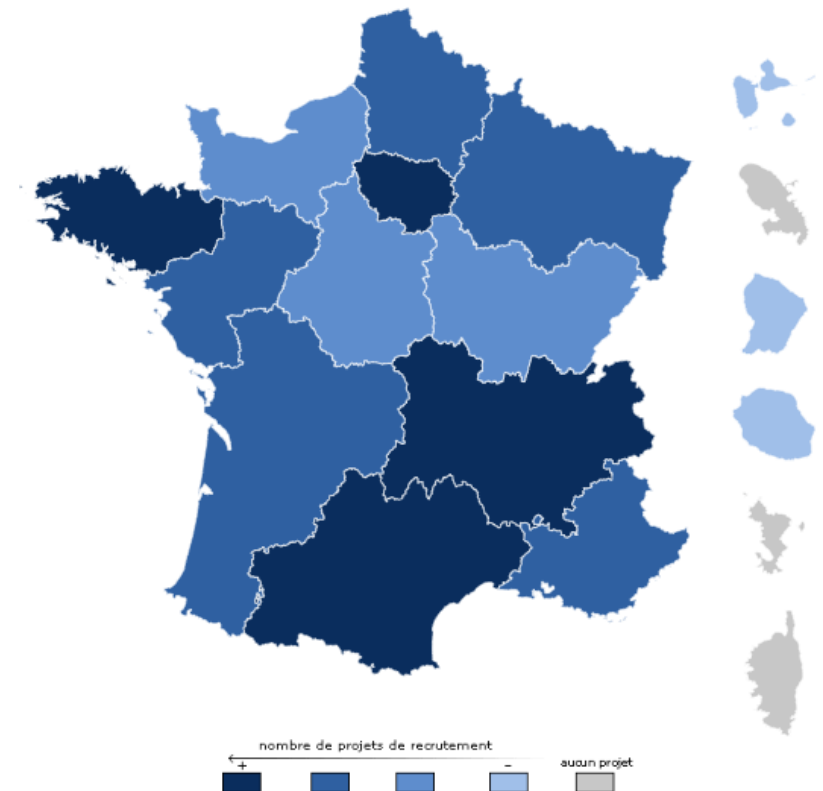 nombre de projets de recrutement
+
-
aucun projet